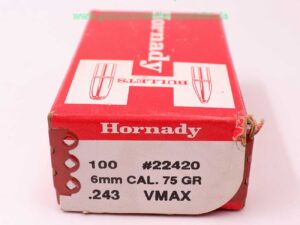 Hornady
BULLETS
Hornady
100 #22420
6mm CAL. 75 GR
.243 VMAX